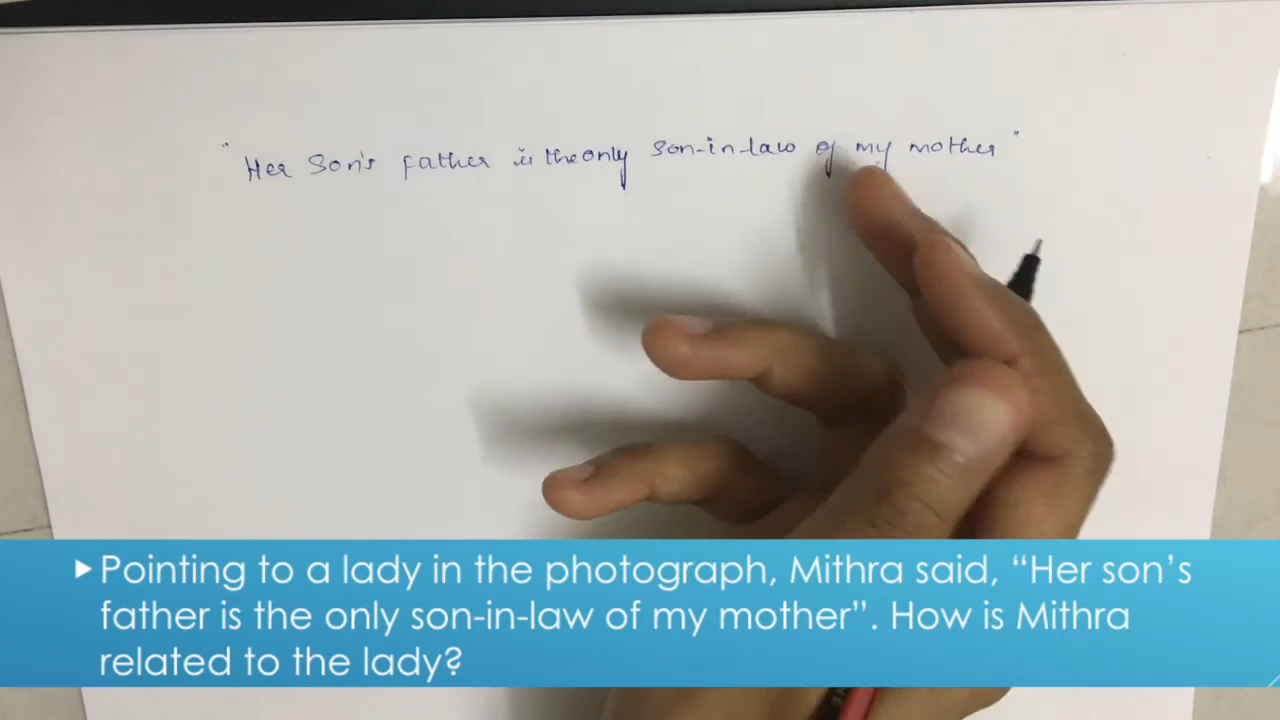 "Her Son's father is the only son-in-law of my mother"
Pointing to a lady in the photograph, Mithra said, “Her son’s
father is the only son-in-law of my mother”. How is Mithra
related to the lady?